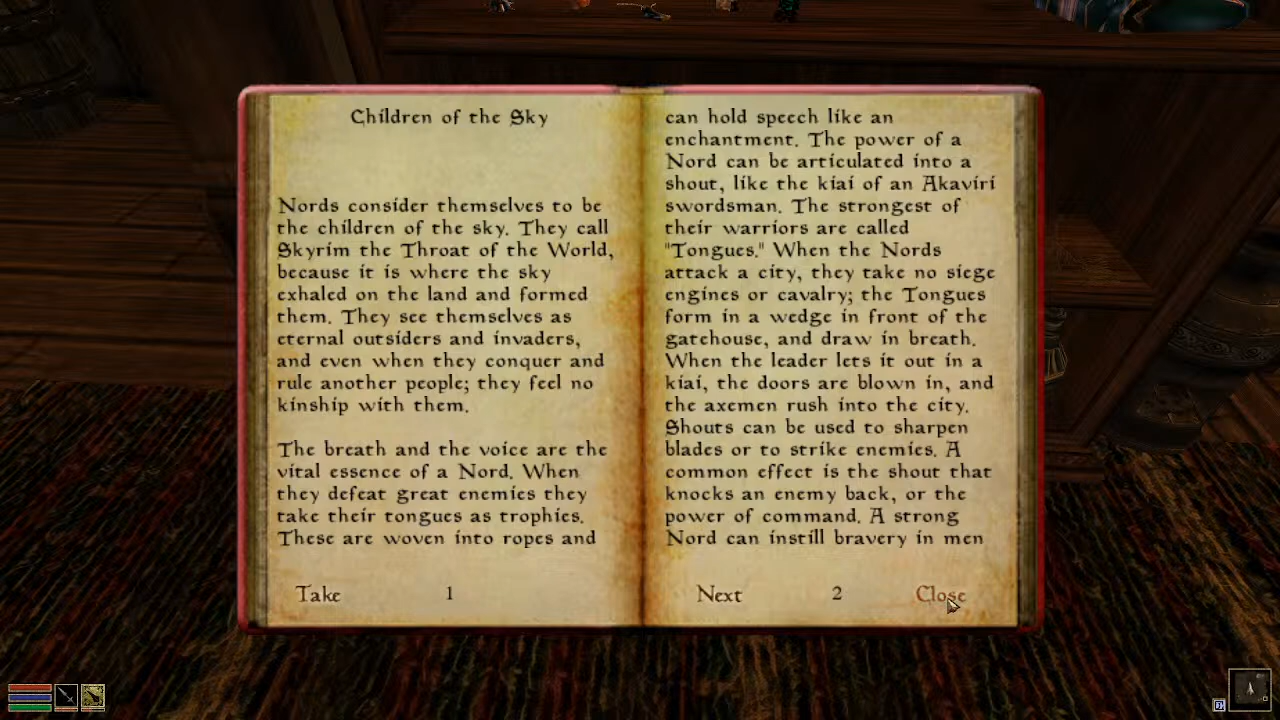 Children of the Sky
Nords consider themselves to be
the children of the sky. They call
Skyrim the Throat of the World,
because it is where the sky
exhaled on the land and formed
them. They see themselves as
eternal outsiders and invaders,
and even when they conquer and
rule another people; they feel no
kinship with them.
The breath and the voice are the
vital essence of a Nord. When
they defeat great enemies they
take their tongues as trophies.
These are woven into ropes and
Take
1
can hold speech like an
enchantment. The power of a
Nord can be articulated into a
shout, like the kiai of an Akaviri
swordsman. The strongest of
their warriors are called
"Tongues." When the Nords
attack a city, they take no siege
engines or cavalry; the Tongues
form in a wedge in front of the
gatehouse, and draw in breath.
When the leader lets it out in a
kiai, the doors are blown in, and
the axemen rush into the city.
Shouts can be used to sharpen
blades or to strike enemies. A
common effect is the shout that
knocks an enemy back, or the
power of command. A strong
Nord can instill bravery in men
Next
2
Close